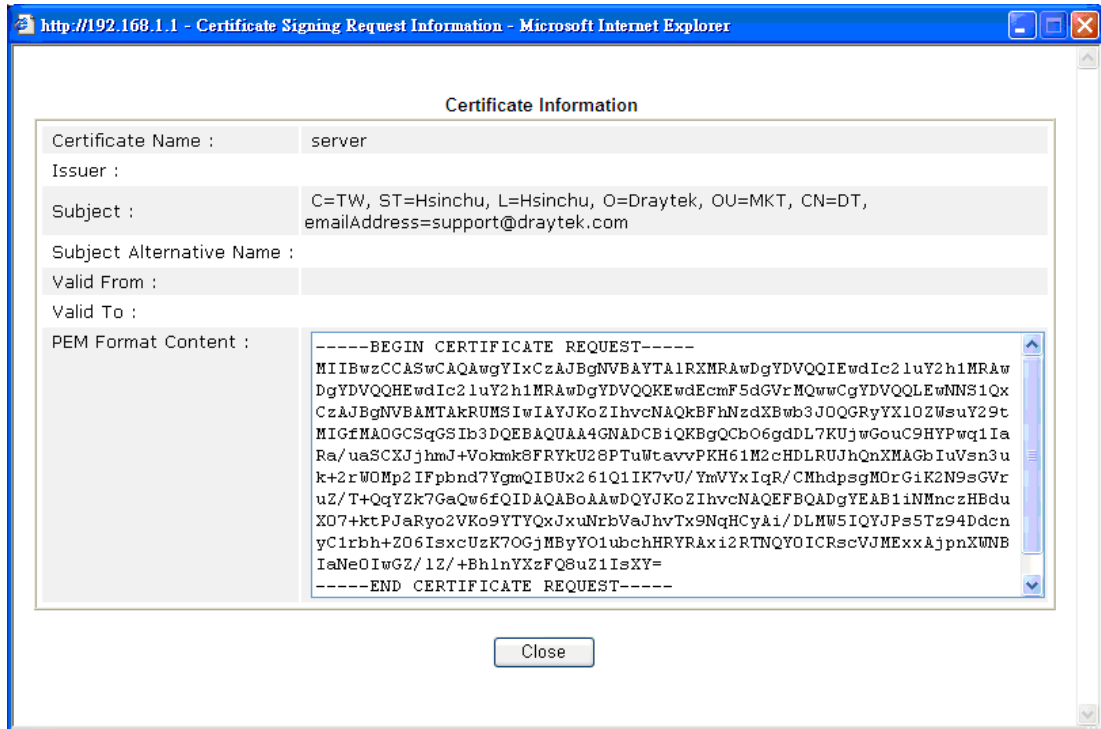 http://192.168.1.1 - Certificate Signing Request Information - Microsoft Internet Explorer
Certificate Information
Certificate Name :  server
Issuer :
Subject :  C=TW, ST=Hsinchu, L=Hsinchu, O=Draytek, OU=MKT, CN=DT,
emailAddress=support@draytek.com
Subject Alternative Name :
Valid From :
Valid To :
PEM Format Content :
-----BEGIN CERTIFICATE REQUEST-----
MIIBwzCCASwCAQAwgYIxCzAJBgNVBAYTAlRXMRAwDgYDVQQIEwdIc2luY2h1MRAw
DgYDVQQHEwdIc2luY2h1MRAwDgYDVQQKEwdEcmF5dGVrMQwwCgYDVQQLEwNNS1Qx
CzAJBgNVBAMTAkRUMSIwIAYJKoZIhvcNAQkBFhNzdXBwb3J0QGRyYXl0ZWsuY29t
MIGfMA0GCSqGSIb3DQEBAQUAA4GNADCBiQKBgQCbO6gdDL7KUjwGouC9HYPwq1Ia
Ra/uaSCXJjhmJ+Vokmk8FRYkU28PTuWtavvPKH61M2cHDLRUJhQnXMAGbIuVsn3u
k+2rWOMp2IFpbnd7YgmQIBUx261Q1IK7vU/YmVYxIqR/CMhdpsgMOrGiK2N9sGVr
uZ/T+QqYZk7GaQw6fQIDAQABoAAwDQYJKoZIhvcNAQEFBQADgYEAB1iNMnczHBdu
XO7+ktPJaRyo2VKo9YTYQxJxuNrbVaJhvTx9NqHCyAi/DLMW5IQYJPs5Tz94Ddcn
yC1rbh+ZO6IsxcUzK7OGjMByYO1ubchHRYRAxi2RTNQYOICRscVJMExxAjpnXWNB
IaNeOIwGZ/lZ/+BhlnYXzFQ8uZ1IsXY=
-----END CERTIFICATE REQUEST-----
Close